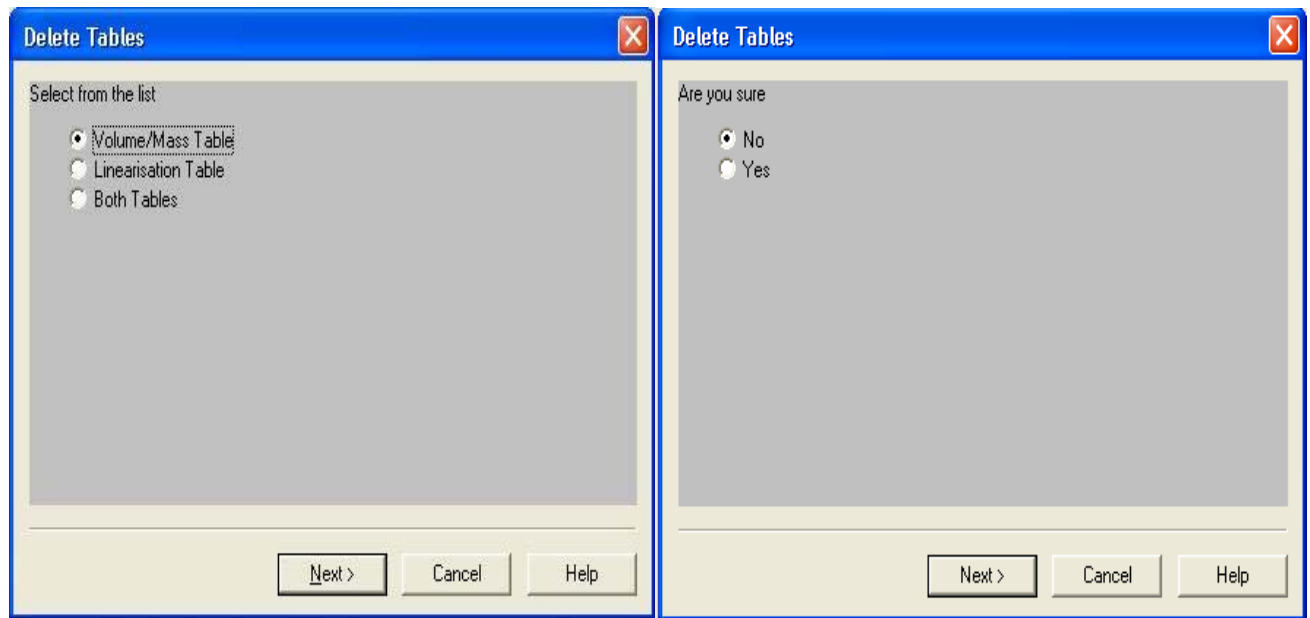 Delete Tables
Select from the list
Volume/Mass Table
Linearisation Table
Both Tables
Next >
Cancel
Help
Delete Tables
Are you sure
No
Yes
Next >
Cancel
Help